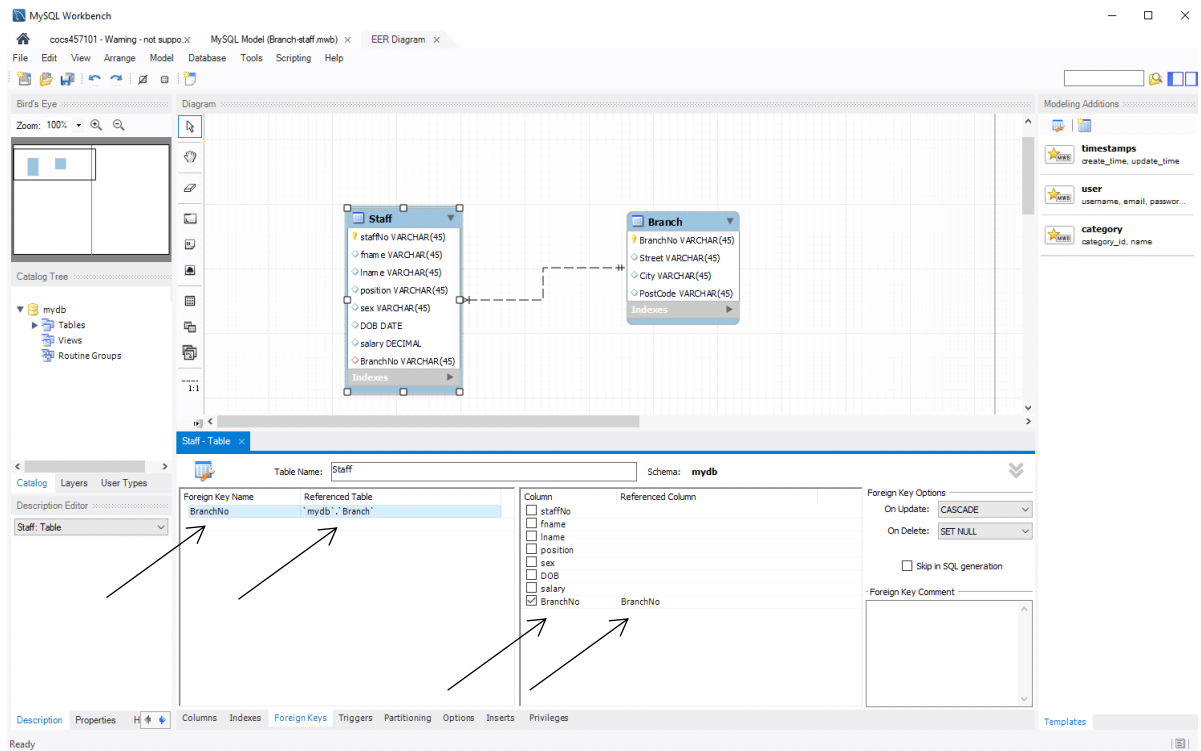 MySQL Workbench
cocs457101 - Warning - not suppo.x MySQL Model (Branch-staff.mwb) × EER Diagram ×
File Edit View Arrange Model Database Tools Scripting Help
Bird's Eye Diagram Modeling Additions
Zoom: 100%
timestamps
create_time, update_time
user
username, email, passwor...
category
category_id, name
Staff
staffNo VARCHAR(45)
fname VARCHAR(45)
lname VARCHAR(45)
position VARCHAR(45)
sex VARCHAR(45)
DOB DATE
salary DECIMAL
BranchNo VARCHAR(45)
Indexes
Branch
BranchNo VARCHAR(45)
Street VARCHAR(45)
City VARCHAR(45)
PostCode VARCHAR(45)
Indexes
1:1
Catalog Tree
mydb
Tables
Views
Routine Groups
Catalog Layers User Types
Description Editor
Staff: Table
Staff - Table ×
Table Name: Staff Schema: mydb
Foreign Key Name Referenced Table
BranchNo `mydb`.`Branch`
Column Referenced Column
staffNo
fname
lname
position
sex
DOB
salary
BranchNo BranchNo
Foreign Key Options
On Update: CASCADE
On Delete: SET NULL
Skip in SQL generation
Foreign Key Comment
Description Properties H
Columns Indexes Foreign Keys Triggers Partitioning Options Inserts Privileges
Templates
Ready